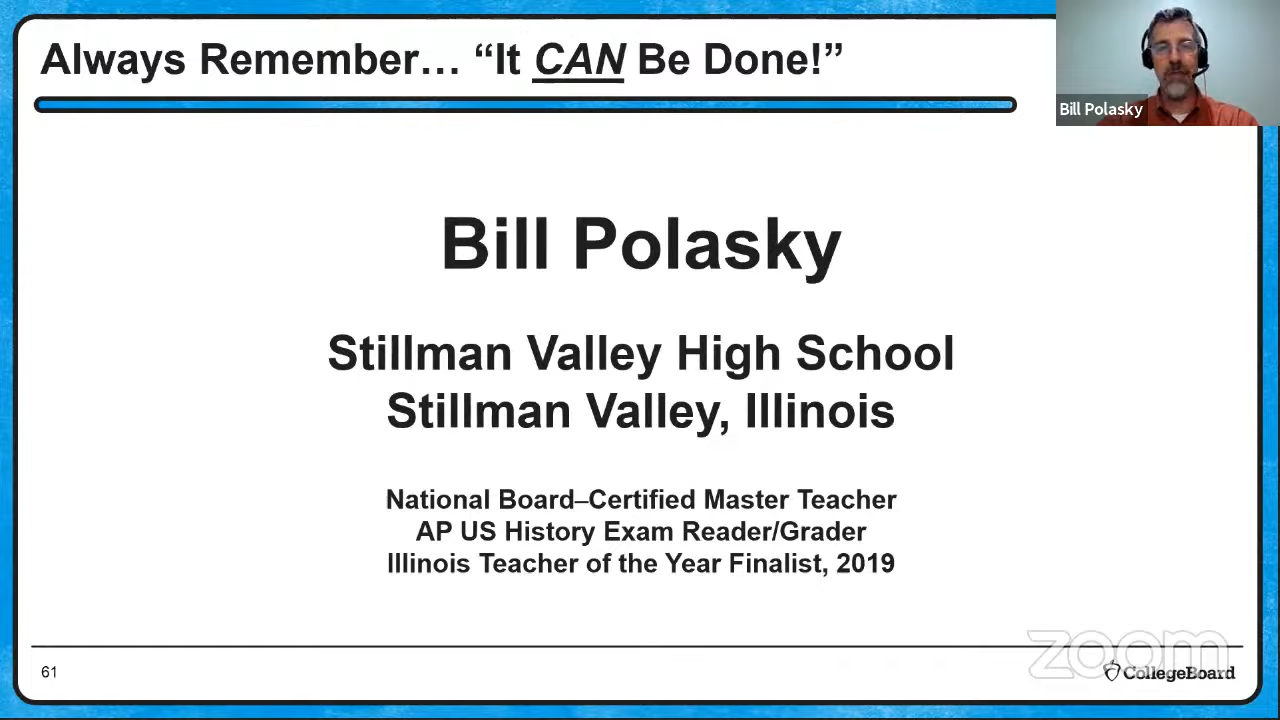 Always Remember… “It CAN Be Done!”
Bill Polasky
Bill Polasky
Stillman Valley High School
Stillman Valley, Illinois
National Board–Certified Master Teacher
AP US History Exam Reader/Grader
Illinois Teacher of the Year Finalist, 2019
zoom
61
CollegeBoard